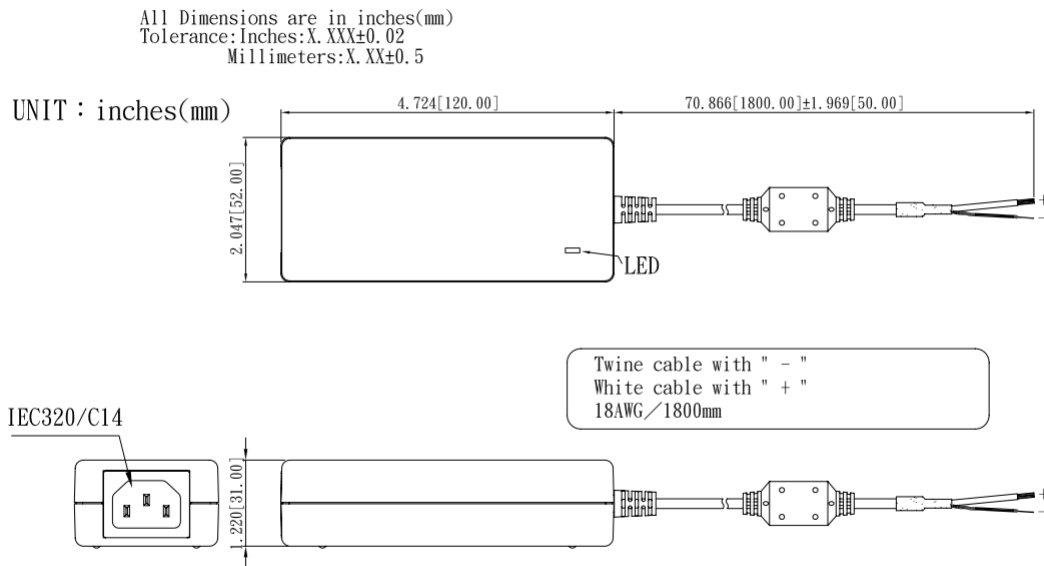 All Dimensions are in inches(mm)
Tolerance:Inches:X.XXX±0.02
Millimeters:X.XX±0.5
UNIT：inches(mm)
4.724[120.00]
70.866[1800.00]±1.969[50.00]
2.047[52.00]
+
-
LED
Twine cable with " - "
White cable with " + "
18AWG／1800mm
IEC320/C14
1.220[31.00]
+
-